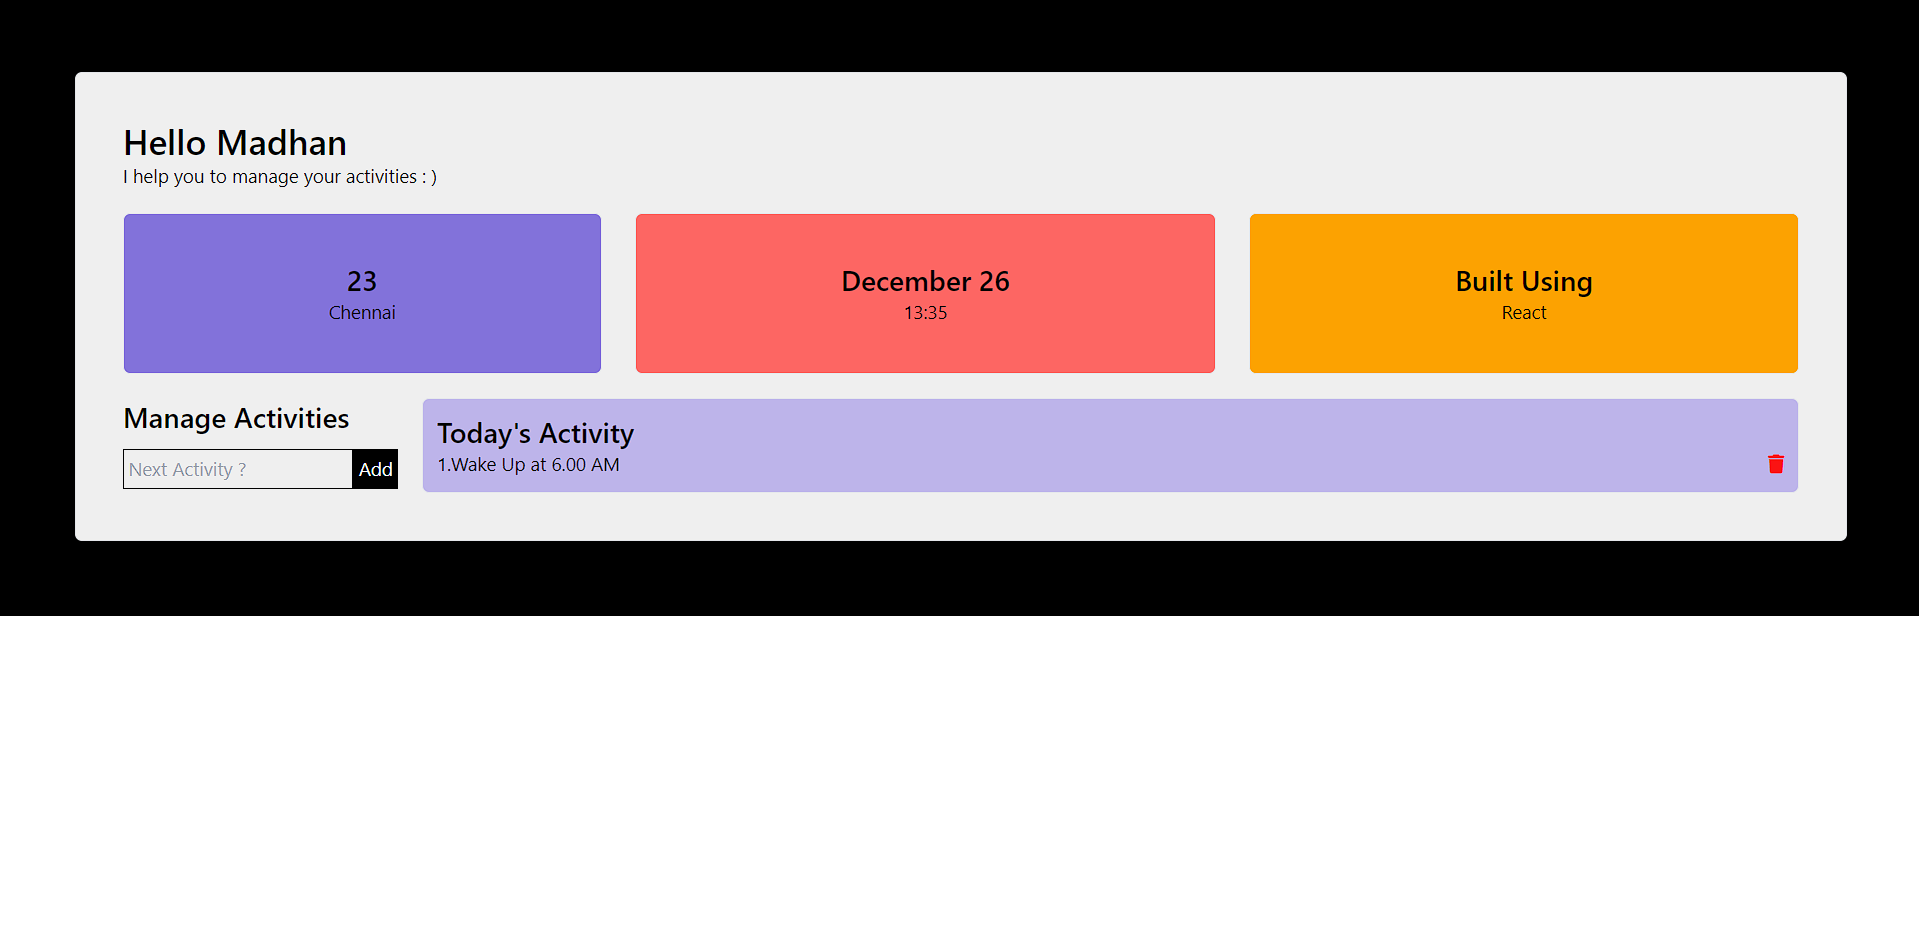 Hello Madhan
I help you to manage your activities : )
23
Chennai
December 26
13:35
Built Using
React
Manage Activities
Next Activity ?
Add
Today's Activity
1.Wake Up at 6.00 AM